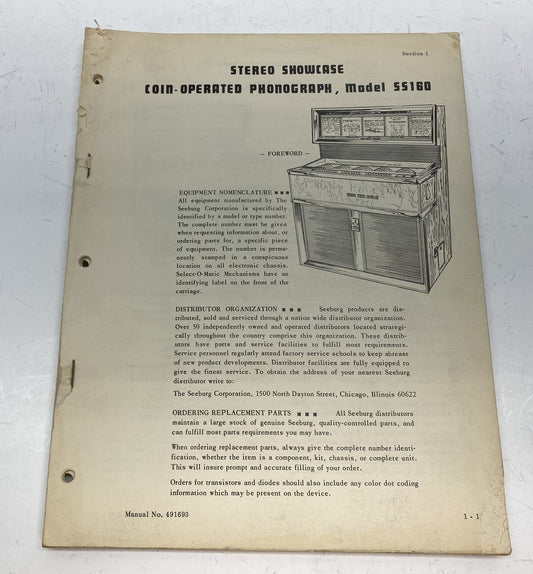 Section 1
STEREO SHOWCASE
COIN-OPERATED PHONOGRAPH, Model SS160
– FOREWORD –
EQUIPMENT NOMENCLATURE ■ ■ ■
All equipment manufactured by The
Seeburg Corporation is specifically
identified by a model or type number.
The complete number must be given
when requesting information about, or
ordering parts for, a specific piece
of equipment. The number is perma-
nently stamped in a conspicuous
location on all electronic chassis.
Select-O-Matic Mechanisms have an
identifying label on the front of the
carriage.
DISTRIBUTOR ORGANIZATION ■ ■ ■ Seeburg products are dis-
tributed, sold and serviced through a nation wide distributor organization.
Over 50 independently owned and operated distributors located strategi-
cally throughout the country comprise this organization. These distrib-
utors have parts and service facilities to fulfill most requirements.
Service personnel regularly attend factory service schools to keep abreast
of new product developments. Distributor facilities are fully equipped to
give the finest service. To obtain the address of your nearest Seeburg
distributor write to:
The Seeburg Corporation, 1500 North Dayton Street, Chicago, Illinois 60622
ORDERING REPLACEMENT PARTS ■ ■ ■ All Seeburg distributors
maintain a large stock of genuine Seeburg, quality-controlled parts, and
can fulfill most parts requirements you may have.
When ordering replacement parts, always give the complete number identi-
fication, whether the item is a component, kit, chassis, or complete unit.
This will insure prompt and accurate filling of your order.
Orders for transistors and diodes should also include any color dot coding
information which may be present on the device.
Manual No. 491693
1 - 1